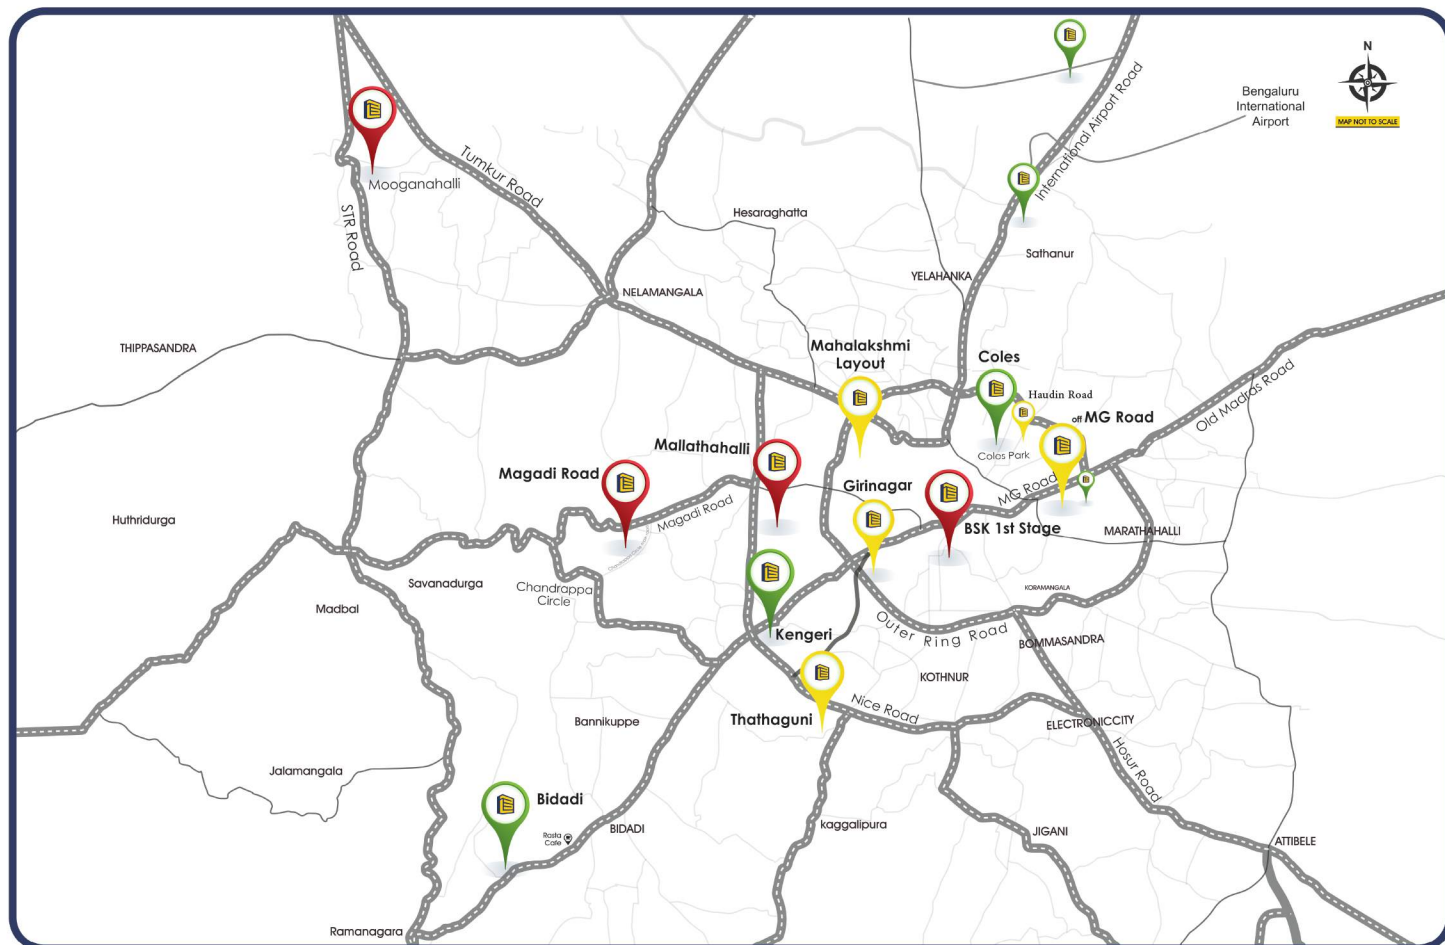 N
MAP NOT TO SCALE
Bengaluru
International
Airport
International Airport Road
Mooganahalli
Tumkur Road
STR Road
Hesaraghatta
Sathanur
YELAHANKA
NELAMANGALA
THIPPASANDRA
Mahalakshmi
Layout
Coles
Haudin Road
off MG Road
Old Madras Road
Colos Park
Mallathahalli
Magadi Road
Girinagar
MG Road
Magadi Road
BSK 1st Stage
MARATHAHALLI
Huthridurga
Savanadurga
Chandrappa
Circle
KORAMANGALA
Madbal
Outer Ring Road
Kengeri
BOMMASANDRA
KOTHNUR
Thathaguni
Nice Road
Bannikuppe
ELECTRONICCITY
Hosur Road
Jalamangala
Bidadi
BIDADI
Rasta
Cafe
kaggalipura
JIGANI
ATTIBELE
Ramanagara